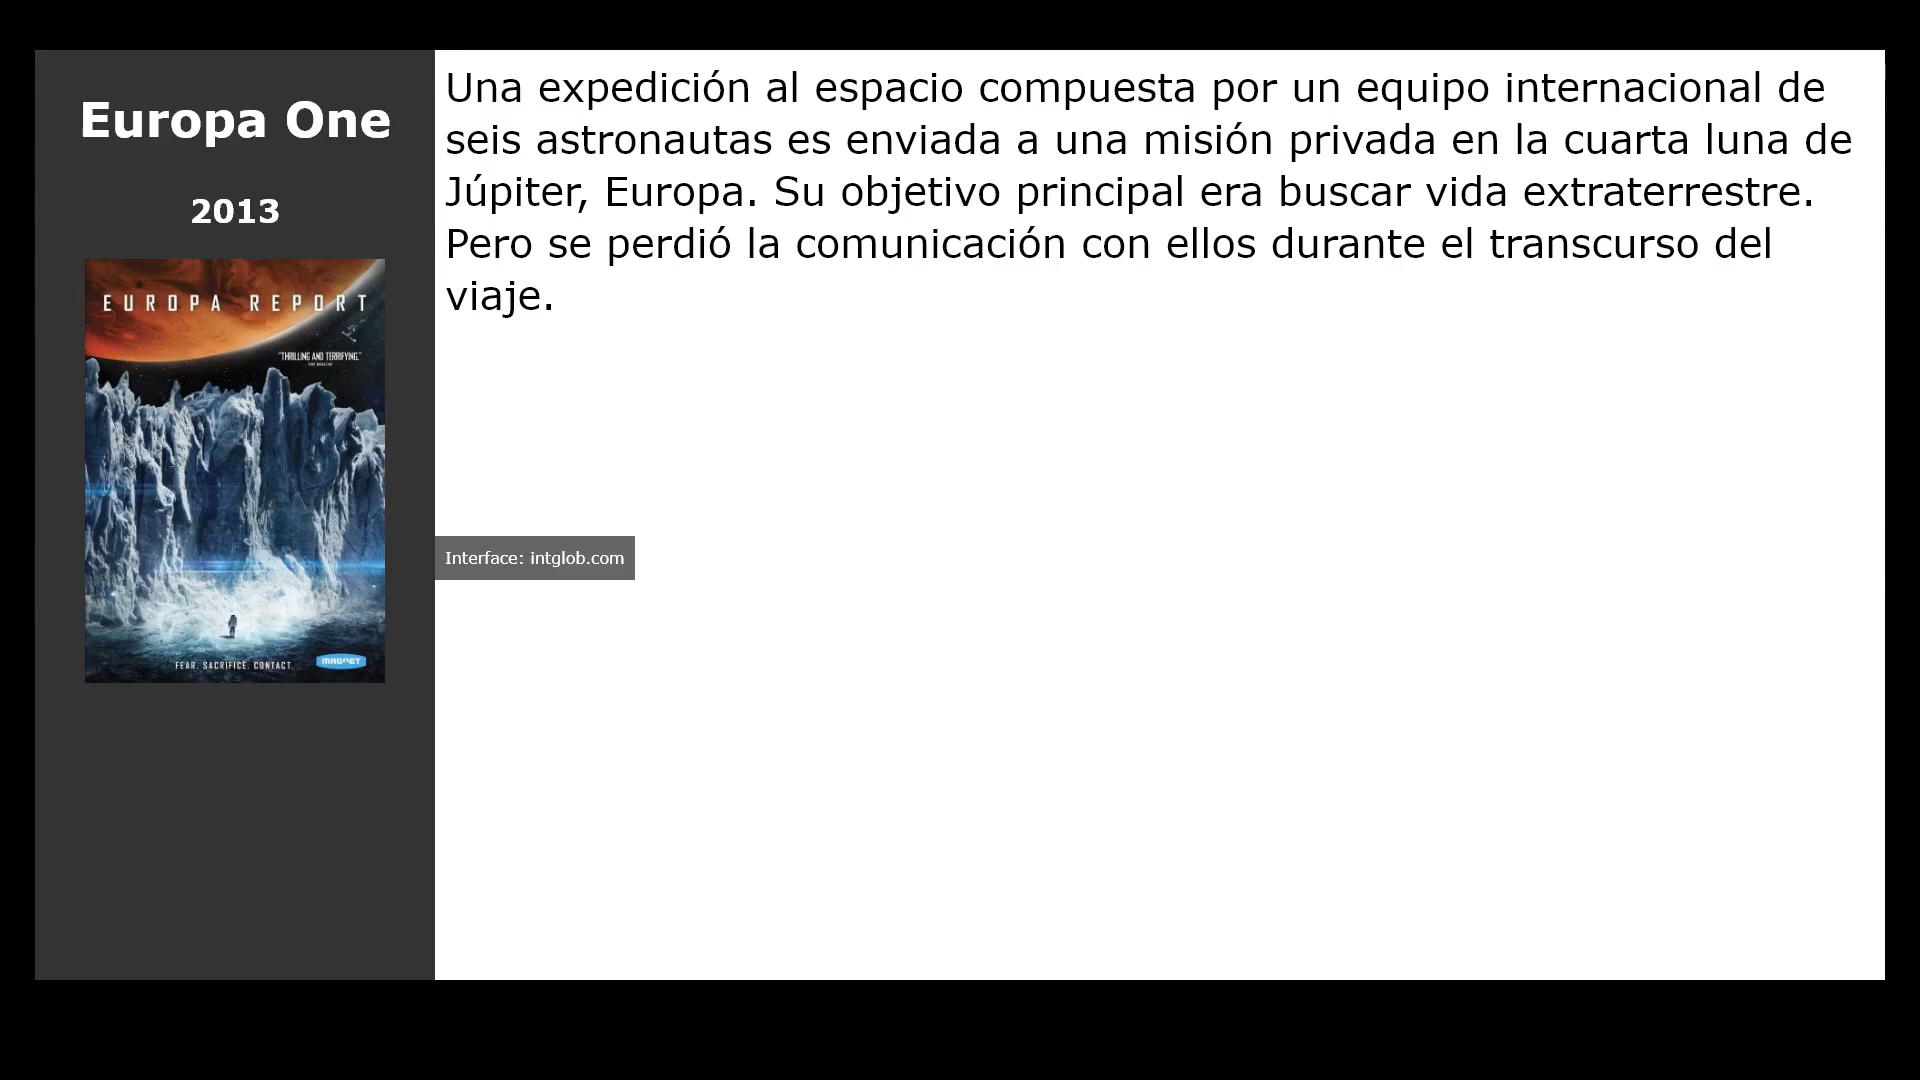 Europa One
2013
EUROPA REPORT
"THRILLING AND TERRIFYING."
FEAR. SACRIFICE. CONTACT.
MAGNET
Una expedición al espacio compuesta por un equipo internacional de
seis astronautas es enviada a una misión privada en la cuarta luna de
Júpiter, Europa. Su objetivo principal era buscar vida extraterrestre.
Pero se perdió la comunicación con ellos durante el transcurso del
viaje.
Interface: intglob.com